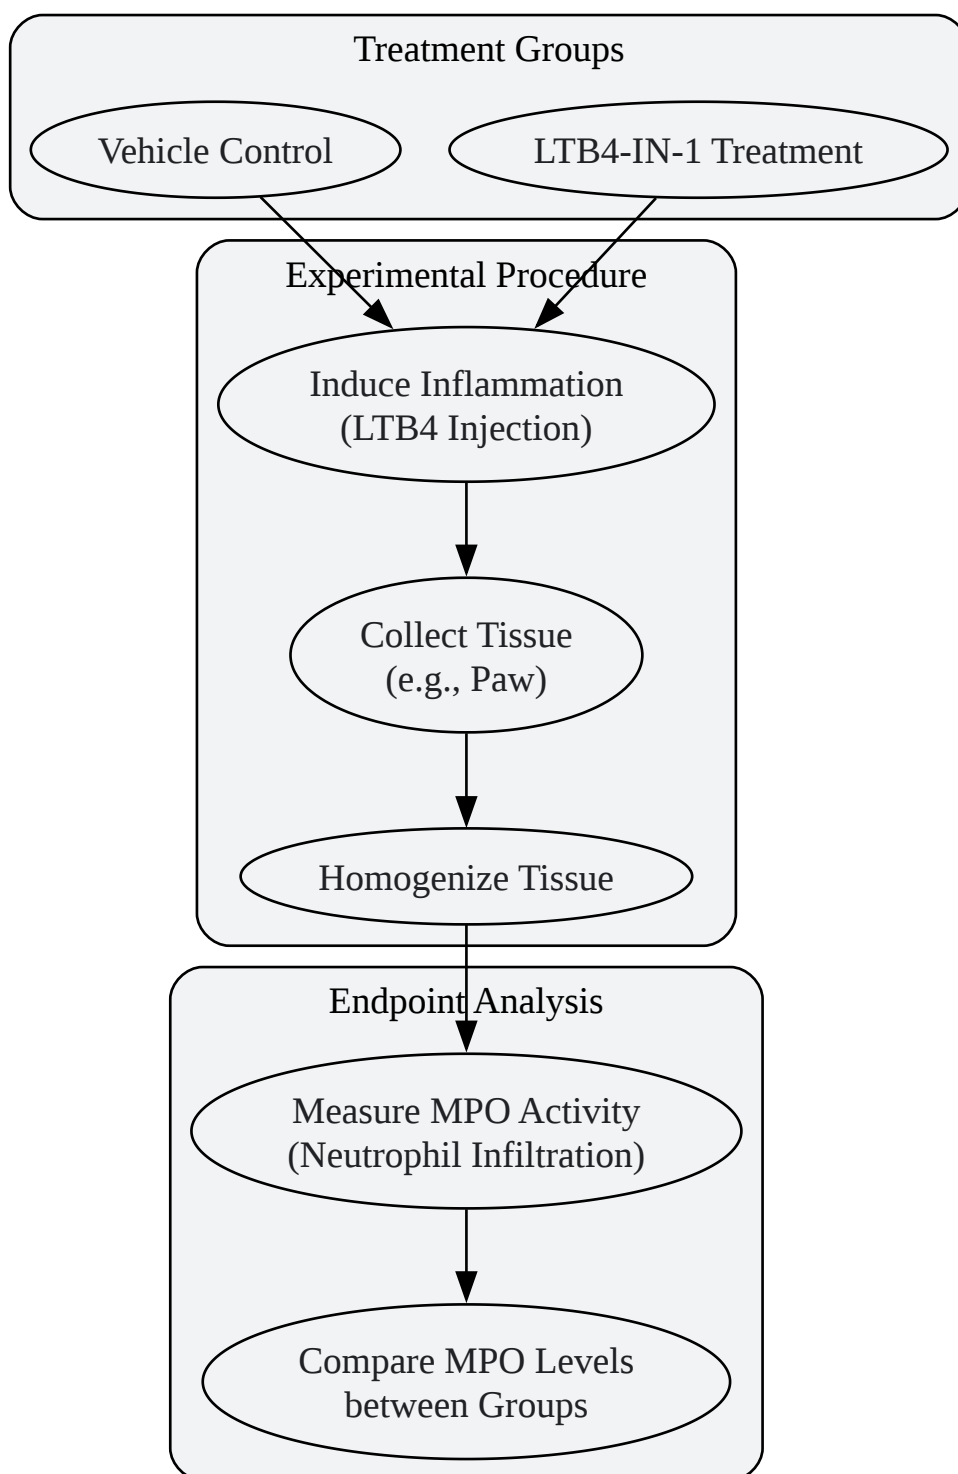 Treatment Groups
Vehicle Control
LTB4-IN-1 Treatment
Experimental Procedure
Induce Inflammation
(LTB4 Injection)
Collect Tissue
(e.g., Paw)
Homogenize Tissue
Endpoint Analysis
Measure MPO Activity
(Neutrophil Infiltration)
Compare MPO Levels
between Groups